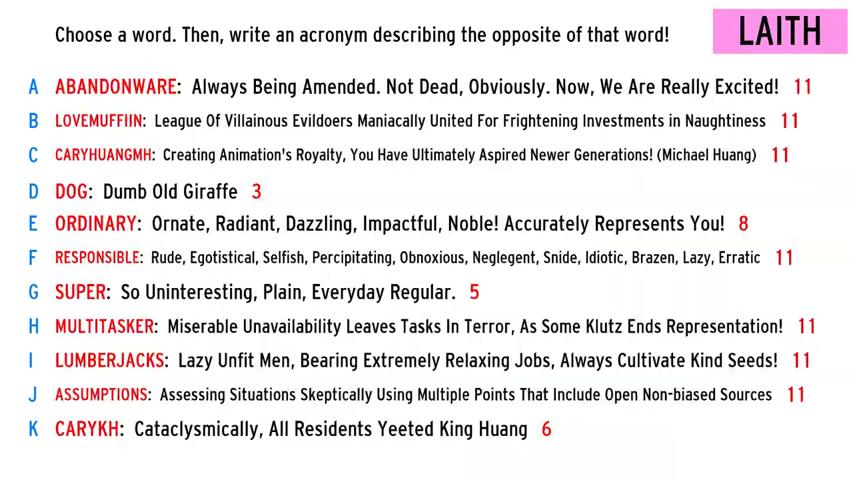 Choose a word. Then, write an acronym describing the opposite of that word!
LAITH
A ABANDONWARE: Always Being Amended. Not Dead, Obviously. Now, We Are Really Excited! 11
B LOVEMUFFIIN: League Of Villainous Evildoers Maniacally United For Frightening Investments in Naughtiness 11
C CARYHUANGMH: Creating Animation's Royalty, You Have Ultimately Aspired Newer Generations! (Michael Huang) 11
D DOG: Dumb Old Giraffe 3
E ORDINARY: Ornate, Radiant, Dazzling, Impactful, Noble! Accurately Represents You! 8
F RESPONSIBLE: Rude, Egotistical, Selfish, Percipitating, Obnoxious, Neglegent, Snide, Idiotic, Brazen, Lazy, Erratic 11
G SUPER: So Uninteresting, Plain, Everyday Regular. 5
H MULTITASKER: Miserable Unavailability Leaves Tasks In Terror, As Some Klutz Ends Representation! 11
I LUMBERJACKS: Lazy Unfit Men, Bearing Extremely Relaxing Jobs, Always Cultivate Kind Seeds! 11
J ASSUMPTIONS: Assessing Situations Skeptically Using Multiple Points That Include Open Non-biased Sources 11
K CARYKH: Cataclysmically, All Residents Yeeted King Huang 6